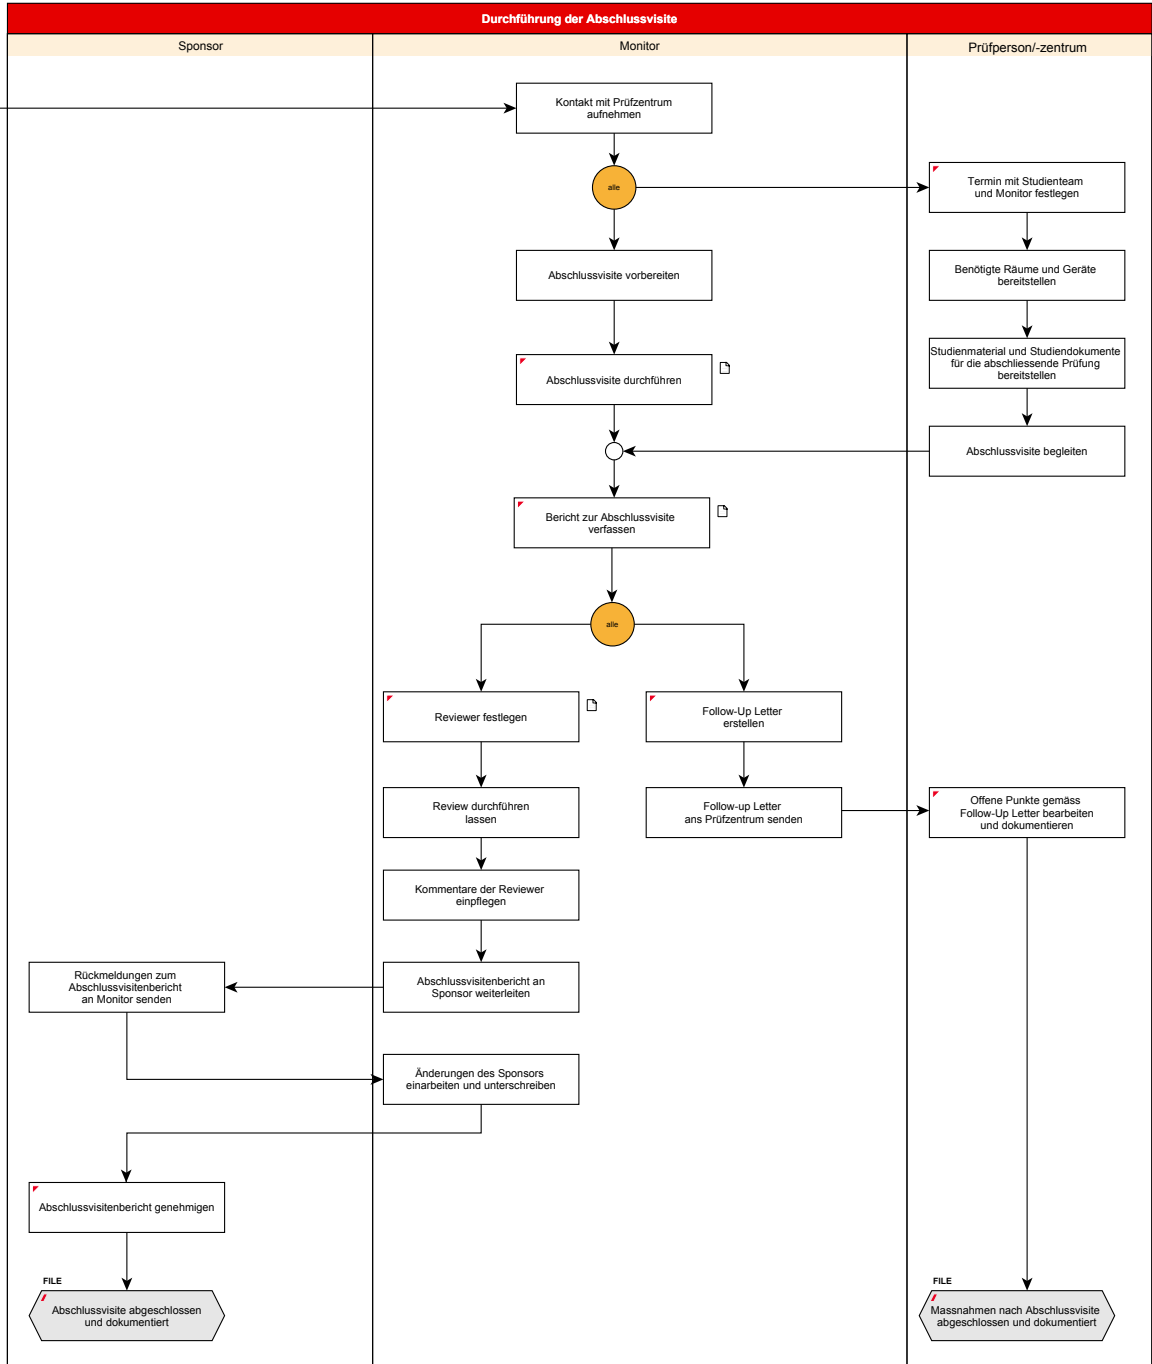 Durchführung der Abschlussvisite
Sponsor
Monitor
Prüfperson/-zentrum
Kontakt mit Prüfzentrum
aufnehmen
alle
Termin mit Studienteam
und Monitor festlegen
Abschlussvisite vorbereiten
Benötigte Räume und Geräte
bereitstellen
Studienmaterial und Studiendokumente
für die abschliessende Prüfung
bereitstellen
Abschlussvisite durchführen
Abschlussvisite begleiten
Bericht zur Abschlussvisite
verfassen
alle
Reviewer festlegen
Follow-Up Letter
erstellen
Review durchführen
lassen
Follow-up Letter
ans Prüfzentrum senden
Offene Punkte gemäss
Follow-Up Letter bearbeiten
und dokumentieren
Kommentare der Reviewer
einpflegen
Rückmeldungen zum
Abschlussvisitenbericht
an Monitor senden
Abschlussvisitenbericht an
Sponsor weiterleiten
Änderungen des Sponsors
einarbeiten und unterschreiben
Abschlussvisitenbericht genehmigen
FILE
Abschlussvisite abgeschlossen
und dokumentiert
FILE
Massnahmen nach Abschlussvisite
abgeschlossen und dokumentiert